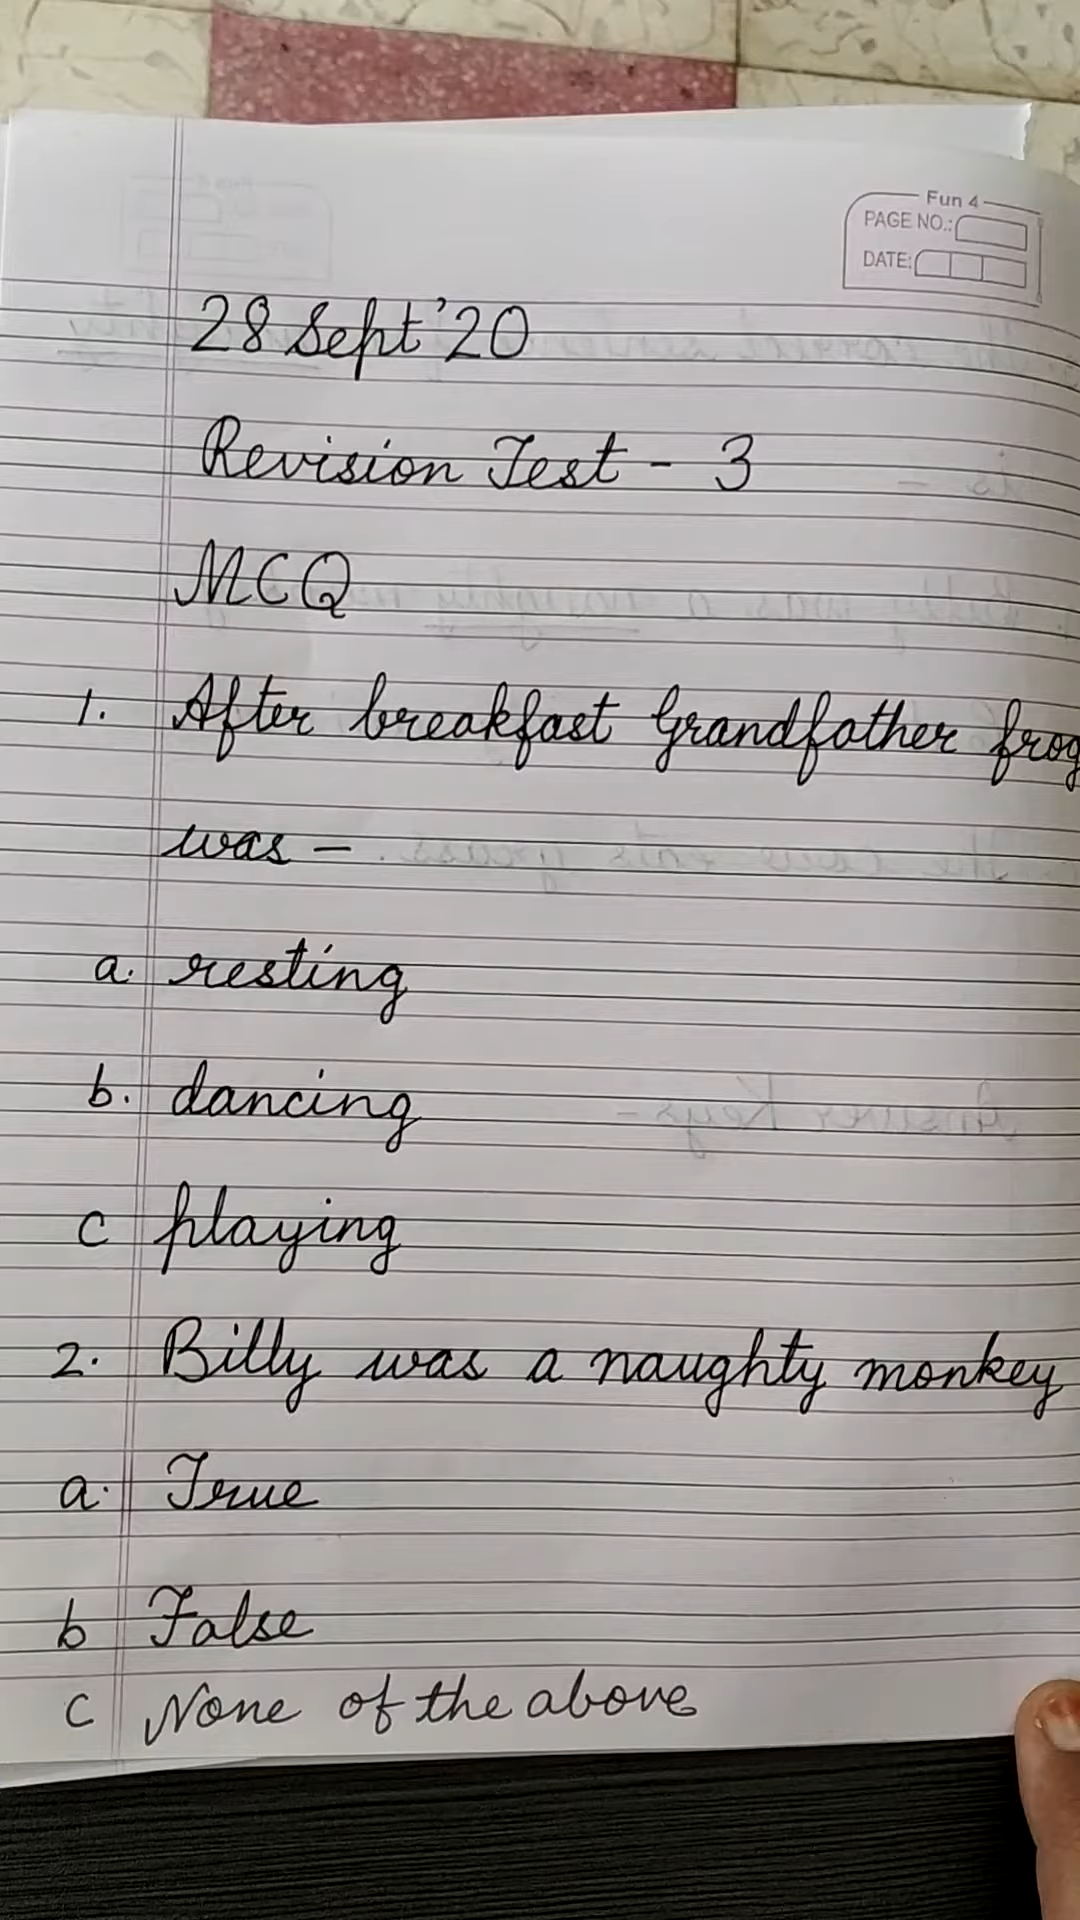 Fun 4
PAGE NO.:
DATE:
28 Sept '20
Revision Test - 3
MCQ
1. After breakfast Grandfather frog
was –
a. resting
b. dancing
c playing
2. Billy was a naughty monkey
a. True
b False
c None of the above